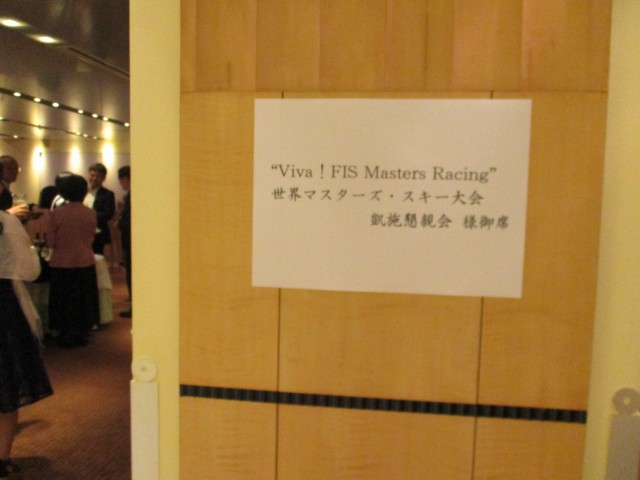 “Viva！FIS Masters Racing”
世界マスターズ・スキー大会
凱旋懇親会 様御席